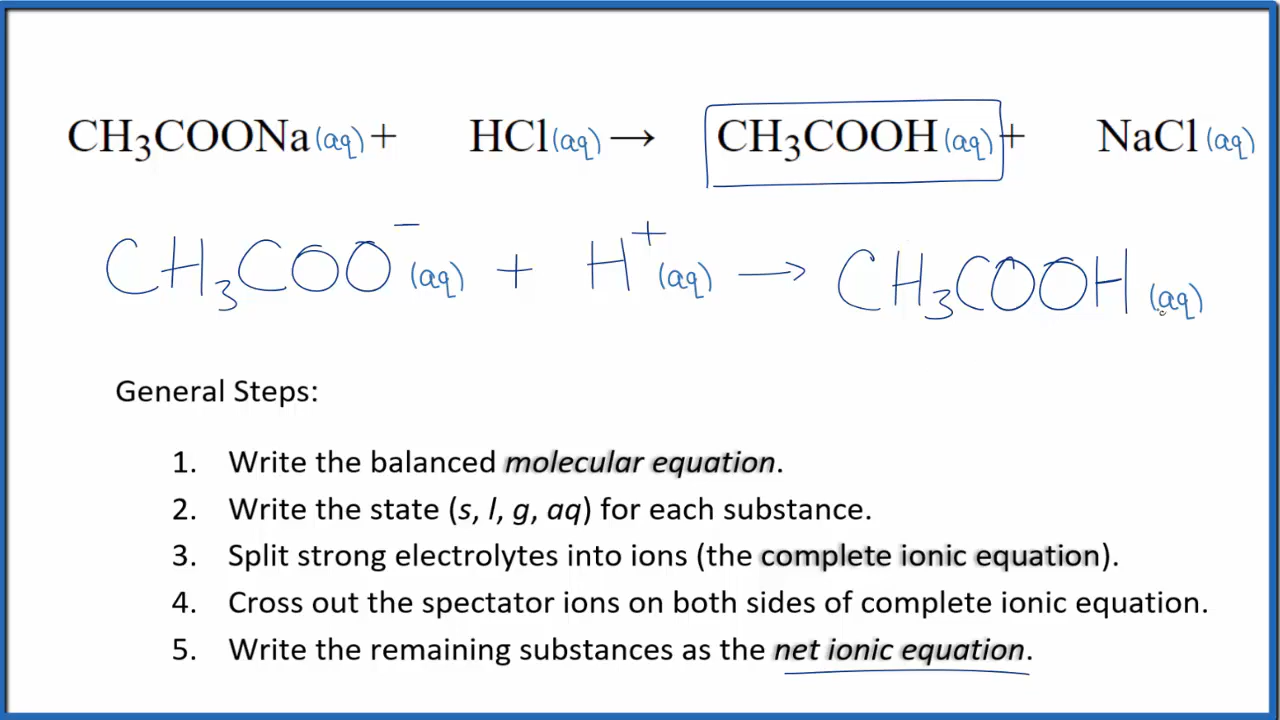 CH₃COONa(aq) + HCl(aq) → CH₃COOH(aq) + NaCl(aq)
CH₃COO⁻(aq) + H⁺(aq) → CH₃COOH(aq)
General Steps:
1. Write the balanced molecular equation.
2. Write the state (s, l, g, aq) for each substance.
3. Split strong electrolytes into ions (the complete ionic equation).
4. Cross out the spectator ions on both sides of complete ionic equation.
5. Write the remaining substances as the net ionic equation.